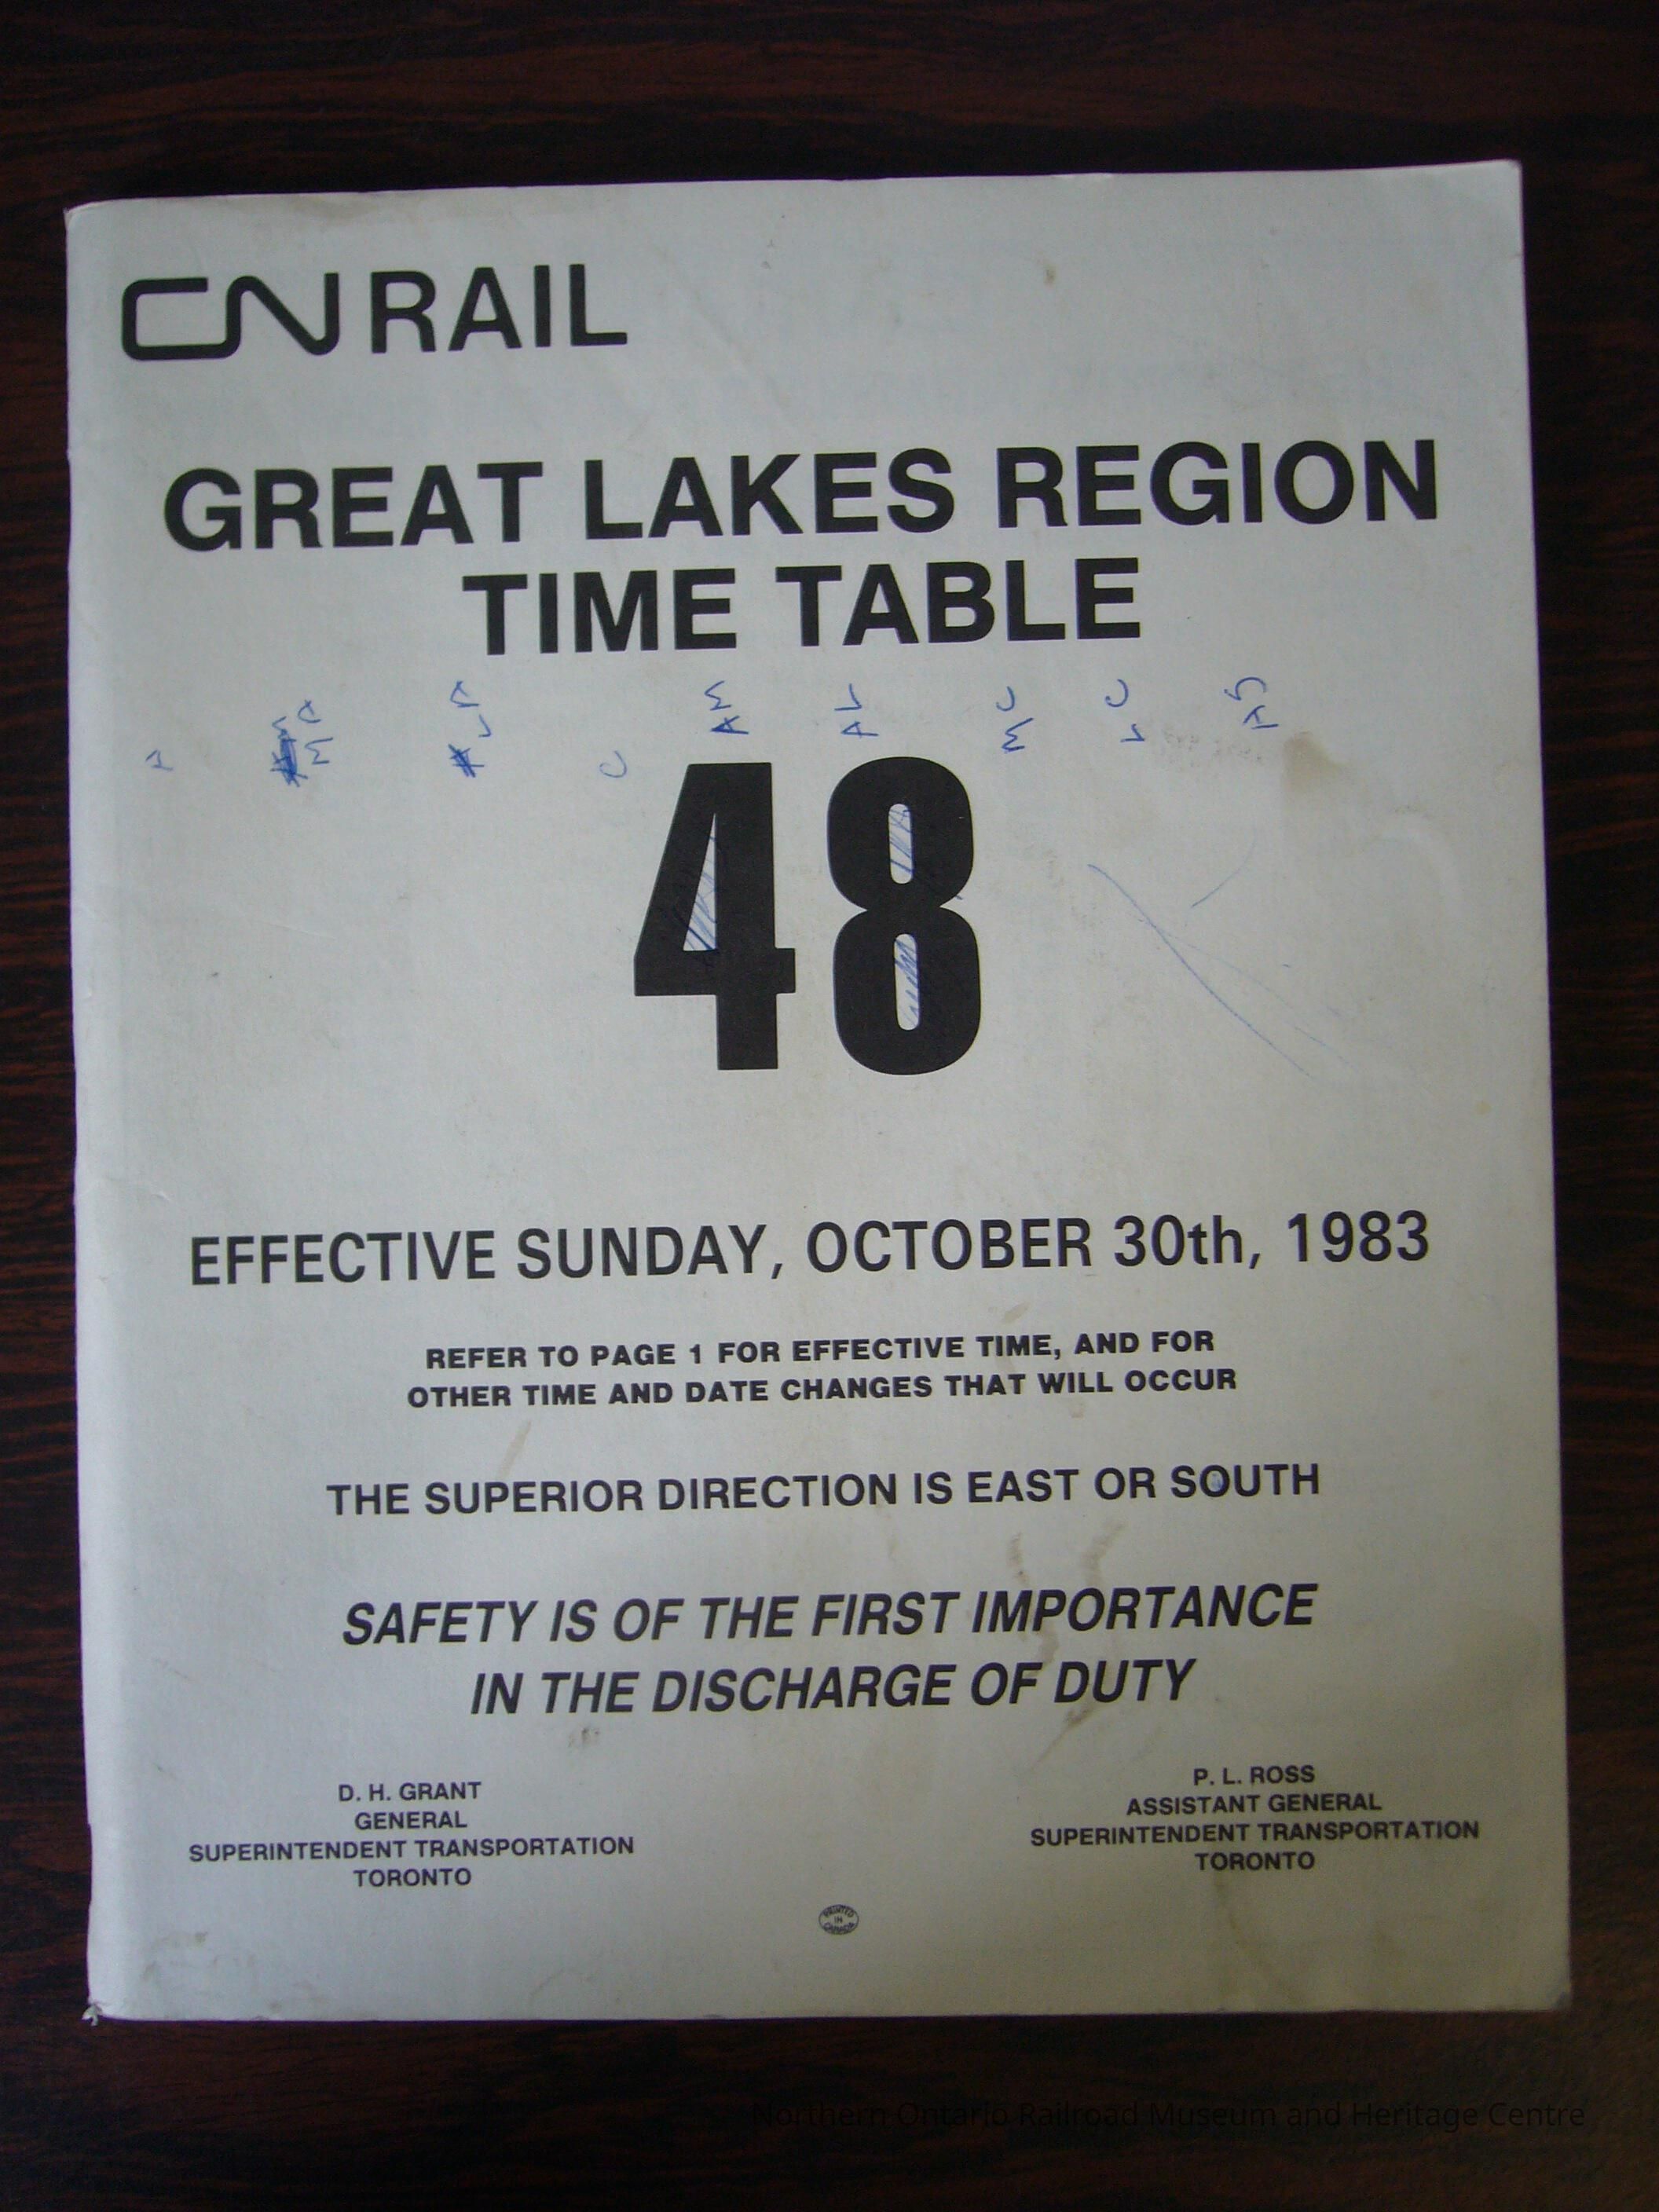 CN RAIL
GREAT LAKES REGION
TIME TABLE
48
EFFECTIVE SUNDAY, OCTOBER 30th, 1983
REFER TO PAGE 1 FOR EFFECTIVE TIME, AND FOR
OTHER TIME AND DATE CHANGES THAT WILL OCCUR
THE SUPERIOR DIRECTION IS EAST OR SOUTH
SAFETY IS OF THE FIRST IMPORTANCE
IN THE DISCHARGE OF DUTY
D. H. GRANT
GENERAL
SUPERINTENDENT TRANSPORTATION
TORONTO
P. L. ROSS
ASSISTANT GENERAL
SUPERINTENDENT TRANSPORTATION
TORONTO
PRINTED
IN
CANADA
Northern Ontario Railroad Museum and Heritage Centre